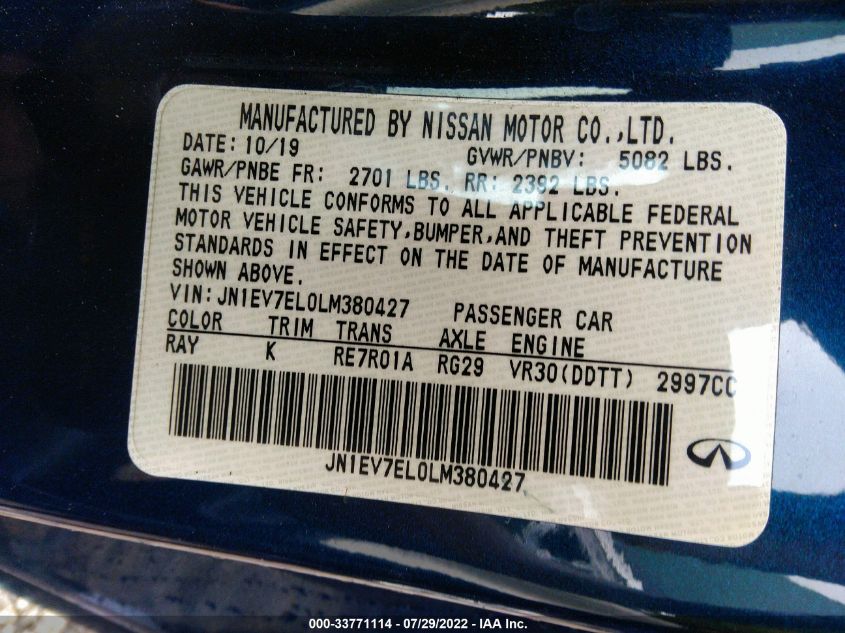 MANUFACTURED BY NISSAN MOTOR CO.,LTD.
DATE: 10/19 GVWR/PNBV: 5082 LBS.
GAWR/PNBE FR: 2701 LBS. RR: 2392 LBS.
THIS VEHICLE CONFORMS TO ALL APPLICABLE FEDERAL
MOTOR VEHICLE SAFETY,BUMPER,AND THEFT PREVENTION
STANDARDS IN EFFECT ON THE DATE OF MANUFACTURE
SHOWN ABOVE.
VIN:JN1EV7EL0LM380427 PASSENGER CAR
COLOR TRIM TRANS AXLE ENGINE
RAY K RE7R01A RG29 VR30(DDTT) 2997CC
JN1EV7EL0LM380427
000-33771114 - 07/29/2022 - IAA Inc.